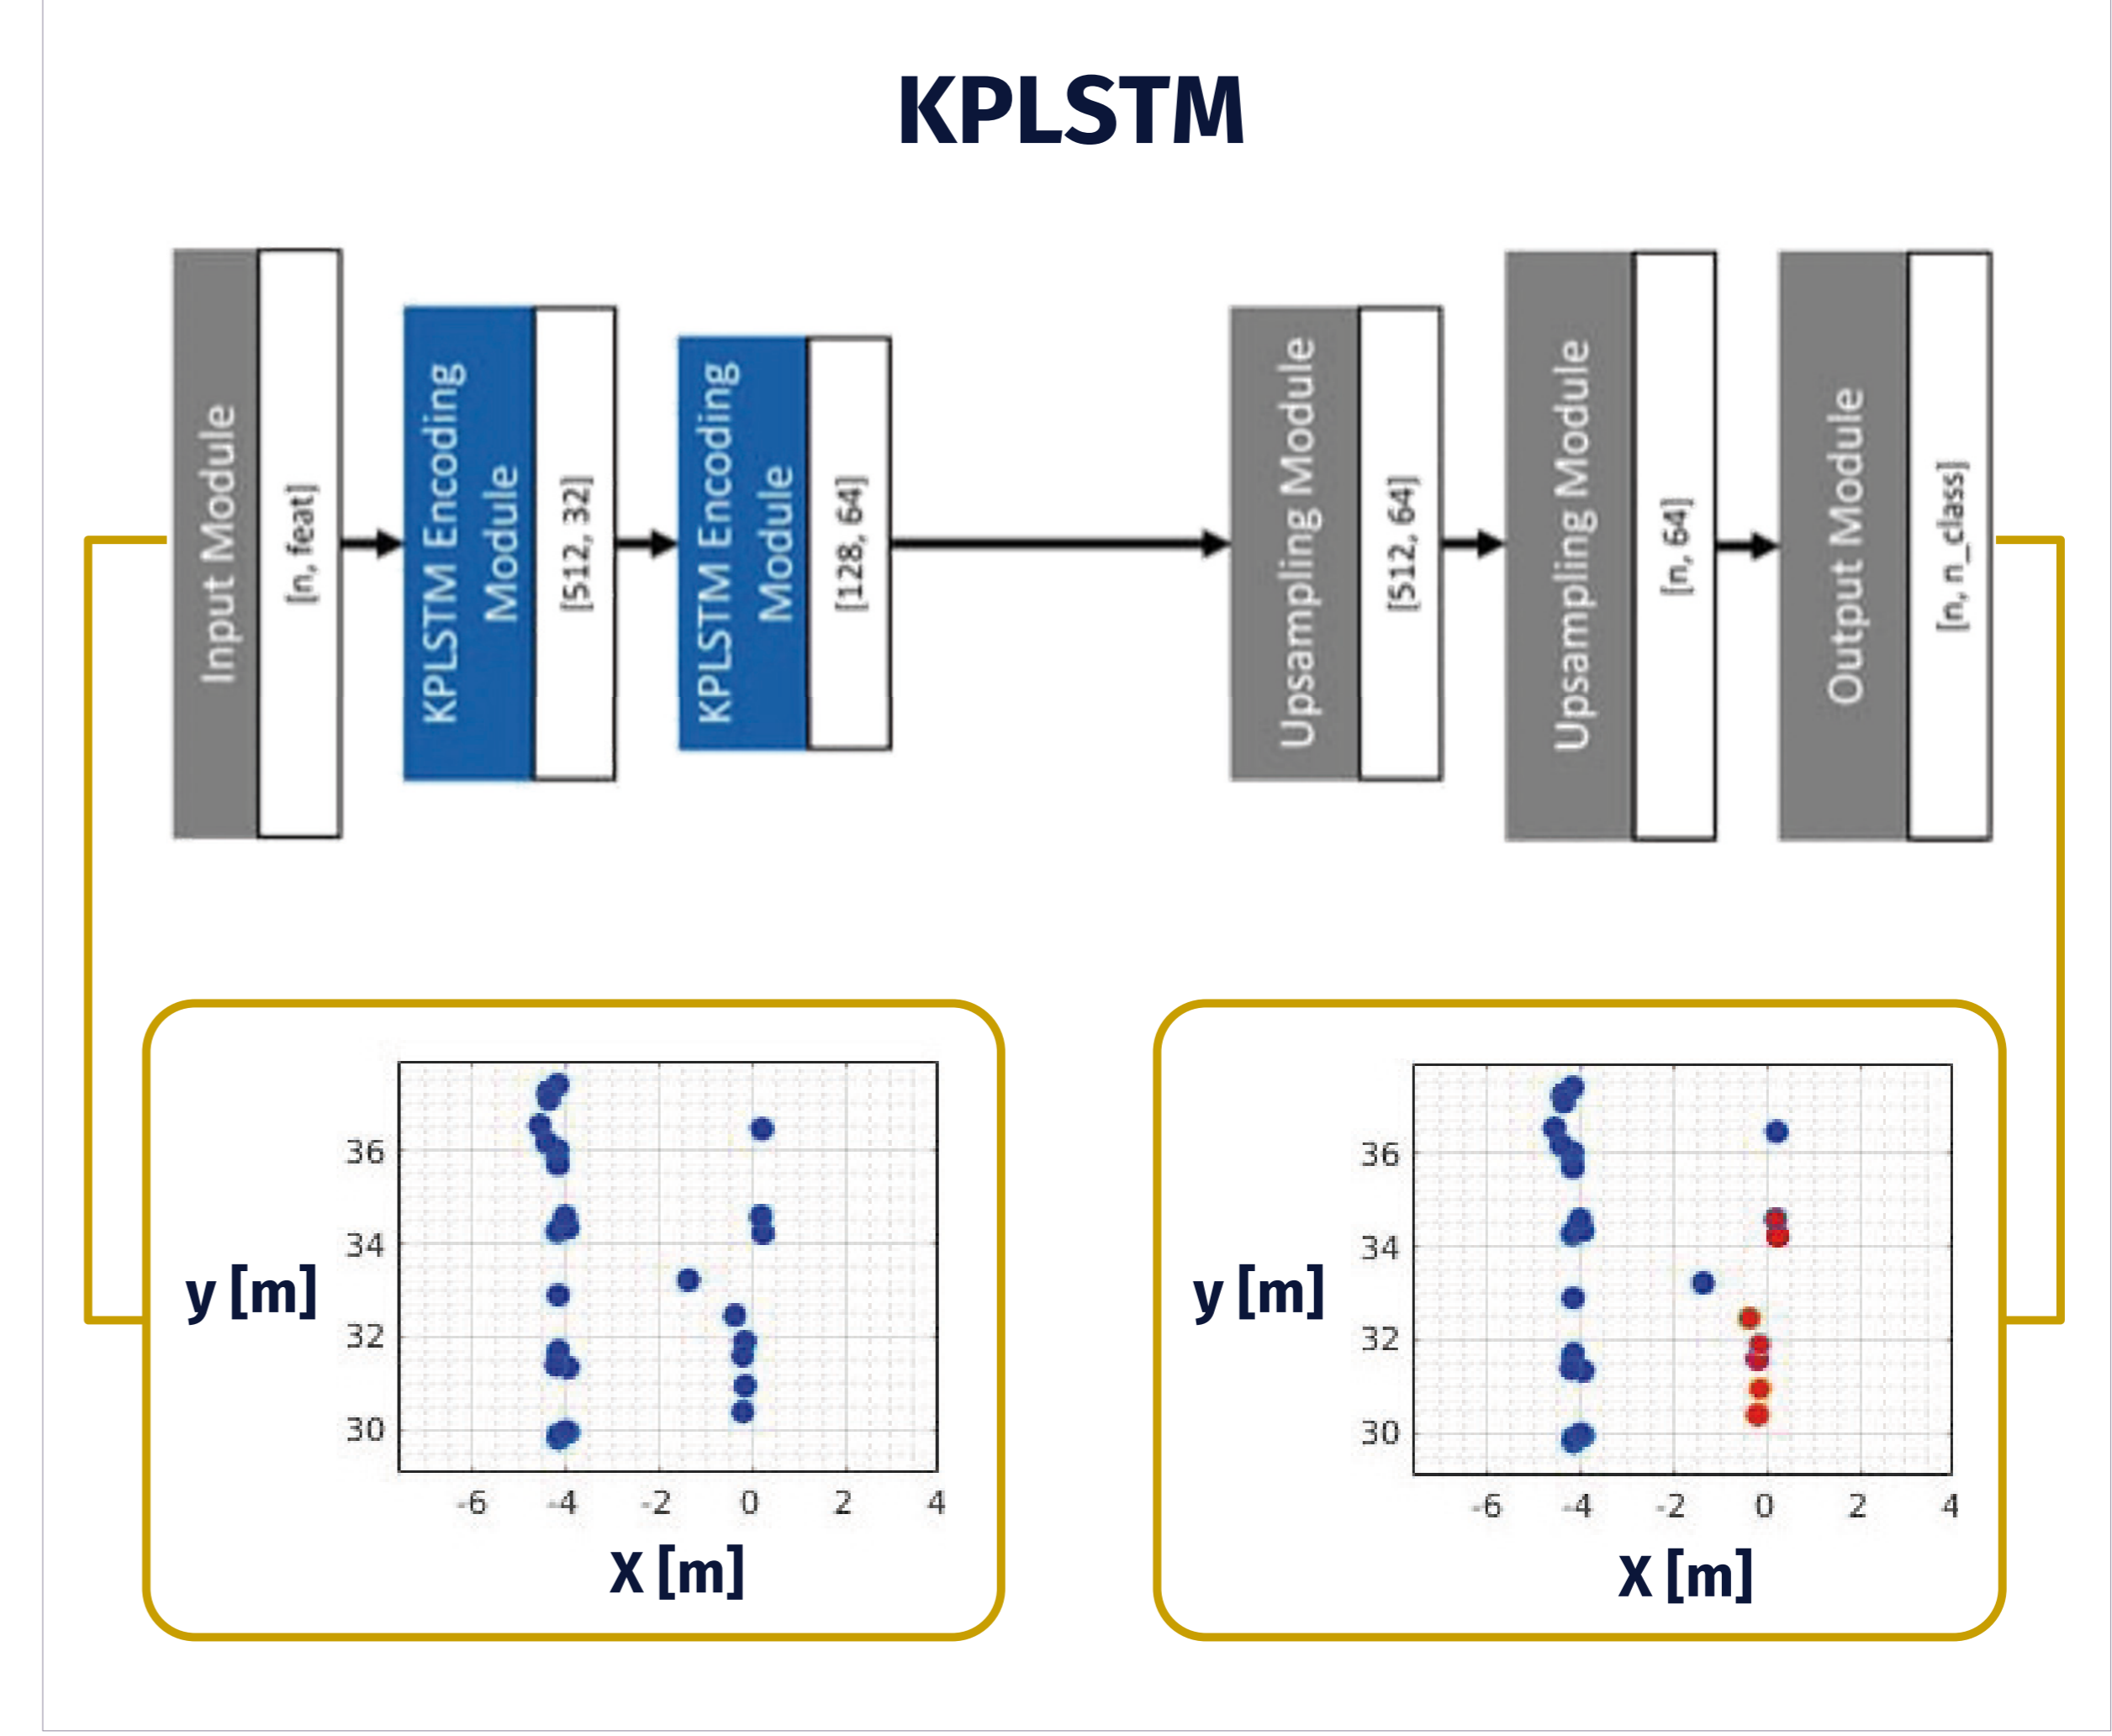 KPLSTM
Input Module
[n, feat]
KPLSTM Encoding
Module
[512, 32]
KPLSTM Encoding
Module
[128, 64]
Upsampling Module
[512, 64]
Upsampling Module
[n, 64]
Output Module
[n, n_class]
36
34
32
30
y [m]
-6 -4 -2 0 2 4
X [m]
36
34
32
30
y [m]
-6 -4 -2 0 2 4
X [m]